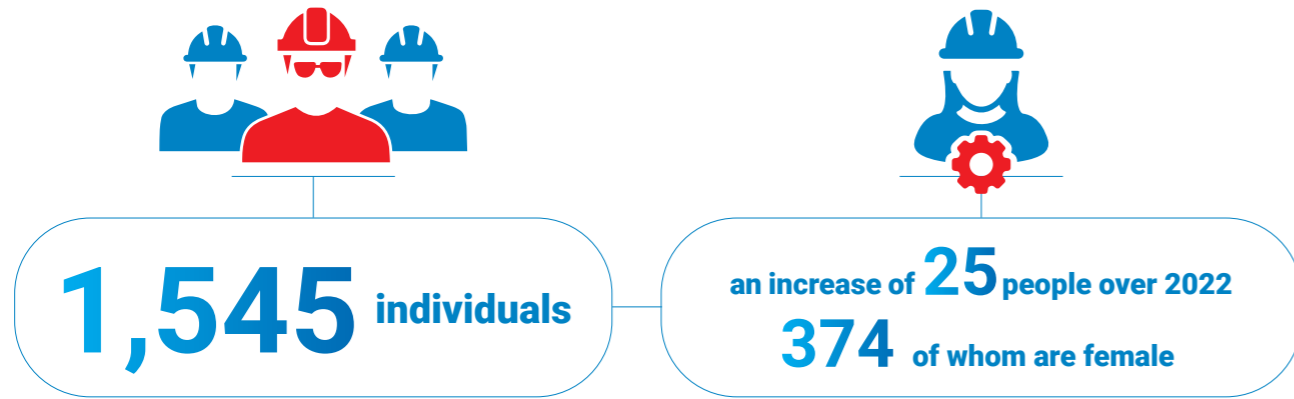 1,545 individuals
an increase of 25 people over 2022
374 of whom are female